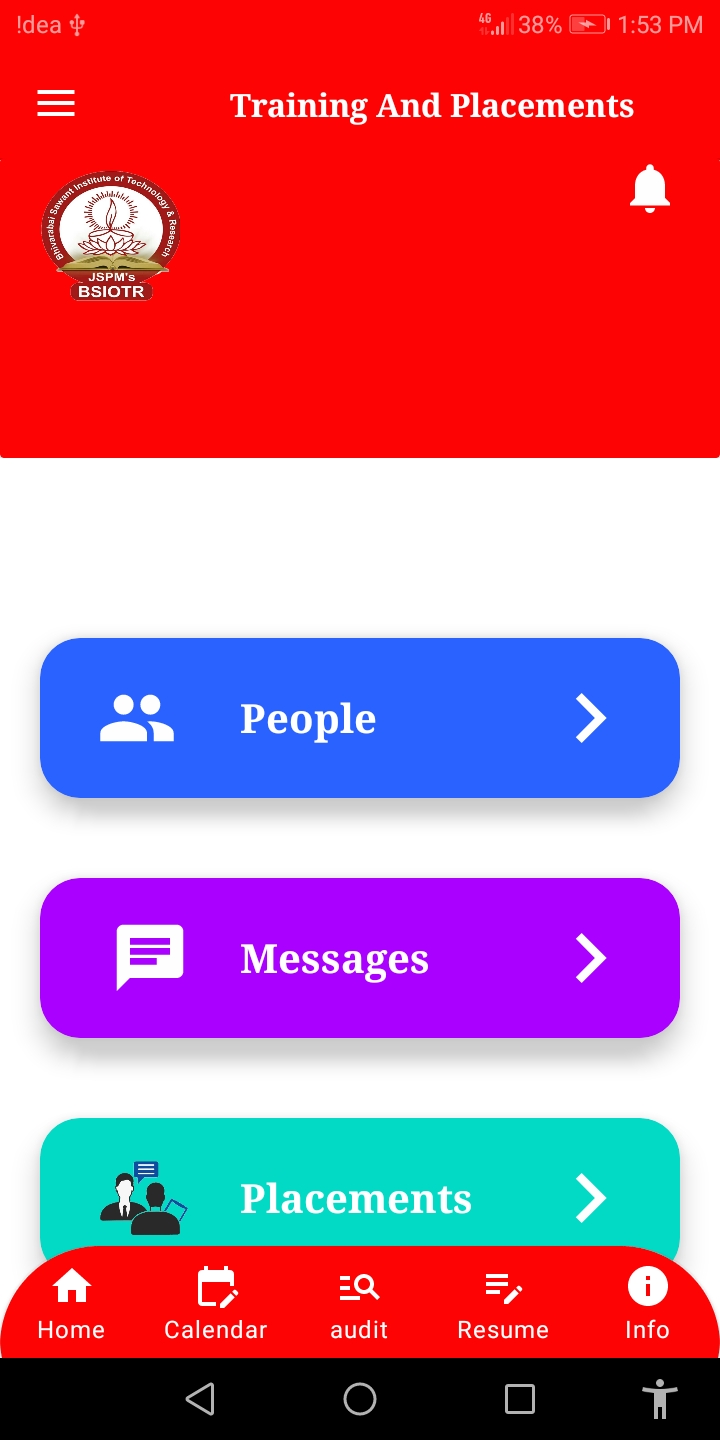 !dea 4G 38% 1:53 PM
Training And Placements
Bhivarabai Sawant Institute of Technology & Research
JSPM's
BSIOTR
People
Messages
Placements
Home Calendar audit Resume Info